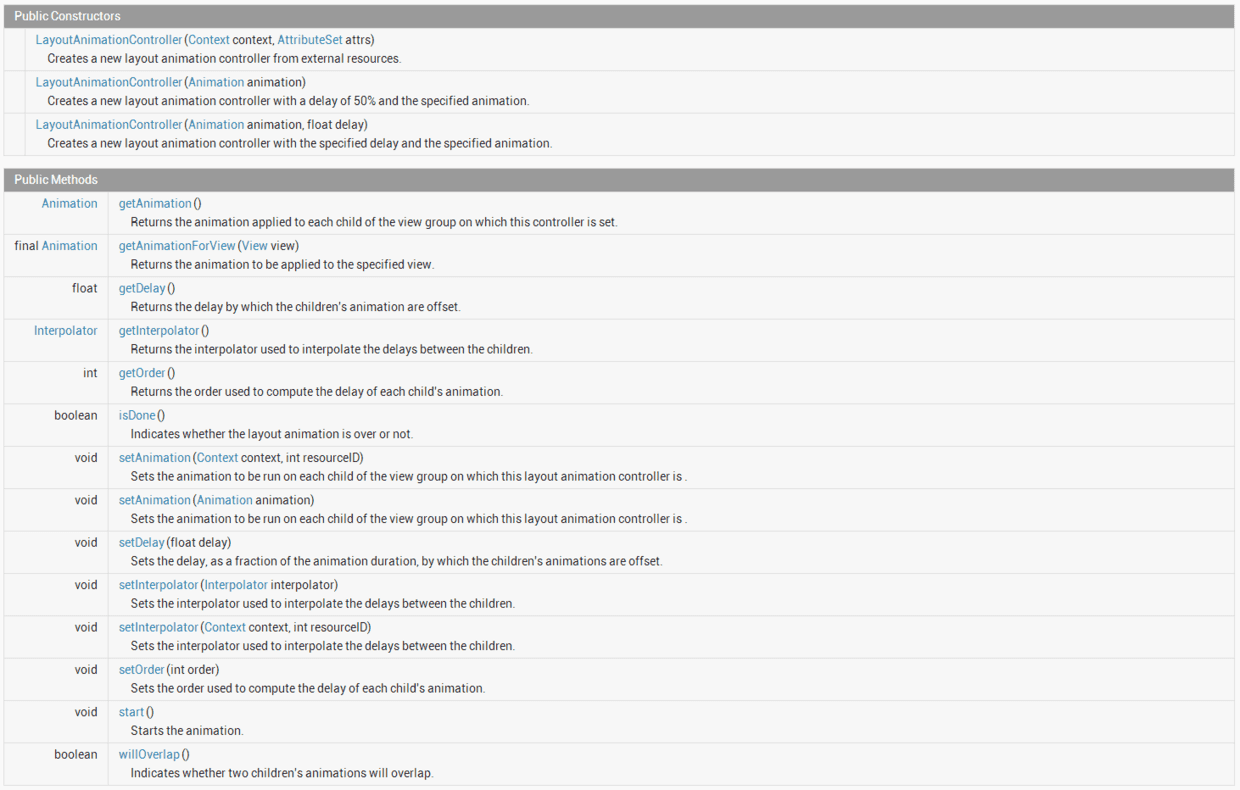 Public Constructors
LayoutAnimationController(Context context, AttributeSet attrs)
Creates a new layout animation controller from external resources.
LayoutAnimationController(Animation animation)
Creates a new layout animation controller with a delay of 50% and the specified animation.
LayoutAnimationController(Animation animation, float delay)
Creates a new layout animation controller with the specified delay and the specified animation.
Public Methods
Animation getAnimation()
Returns the animation applied to each child of the view group on which this controller is set.
final Animation getAnimationForView(View view)
Returns the animation to be applied to the specified view.
float getDelay()
Returns the delay by which the children's animation are offset.
Interpolator getInterpolator()
Returns the interpolator used to interpolate the delays between the children.
int getOrder()
Returns the order used to compute the delay of each child's animation.
boolean isDone()
Indicates whether the layout animation is over or not.
void setAnimation(Context context, int resourceID)
Sets the animation to be run on each child of the view group on which this layout animation controller is .
void setAnimation(Animation animation)
Sets the animation to be run on each child of the view group on which this layout animation controller is .
void setDelay(float delay)
Sets the delay, as a fraction of the animation duration, by which the children's animations are offset.
void setInterpolator(Interpolator interpolator)
Sets the interpolator used to interpolate the delays between the children.
void setInterpolator(Context context, int resourceID)
Sets the interpolator used to interpolate the delays between the children.
void setOrder(int order)
Sets the order used to compute the delay of each child's animation.
void start()
Starts the animation.
boolean willOverlap()
Indicates whether two children's animations will overlap.